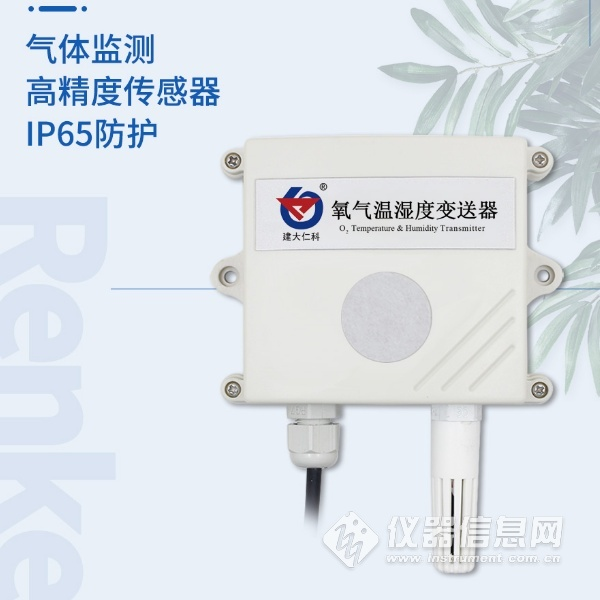 气体监测
高精度传感器
IP65防护
®
建大仁科
氧气温湿度变送器
O₂ Temperature & Humidity Transmitter
Renke
仪器信息网
www.instrument.com.cn